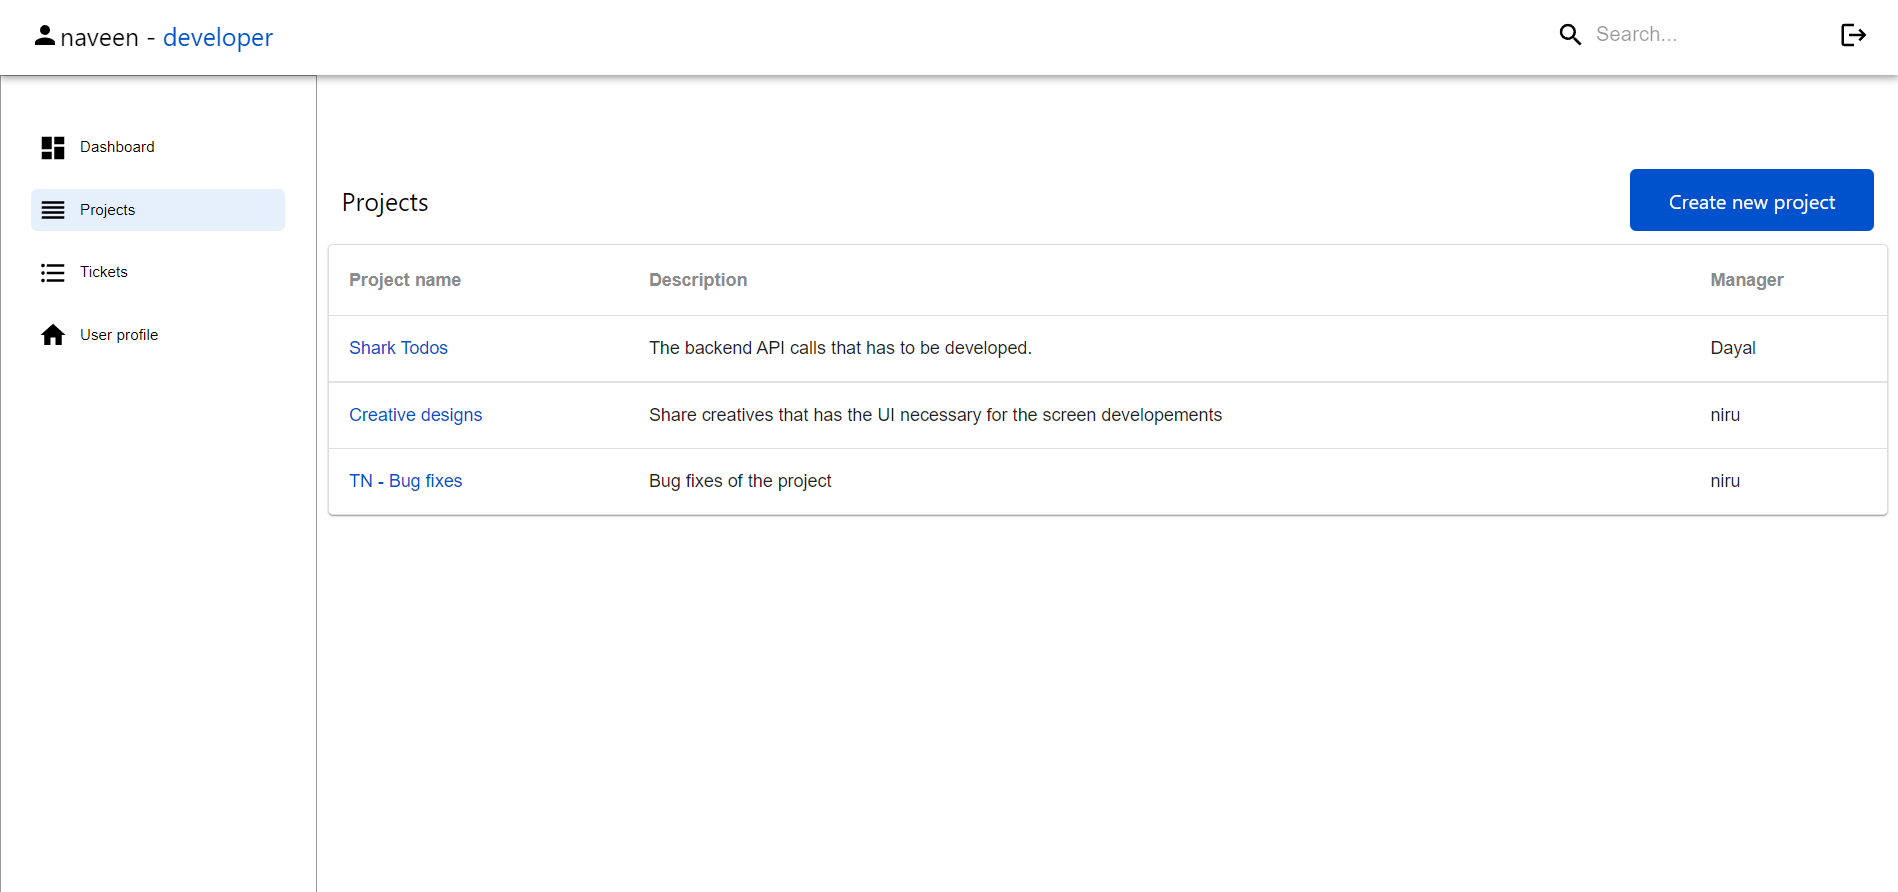 naveen - developer
Search...
Dashboard
Projects
Tickets
User profile
Projects
Create new project
Project name Description Manager
Shark Todos The backend API calls that has to be developed. Dayal
Creative designs Share creatives that has the UI necessary for the screen developements niru
TN - Bug fixes Bug fixes of the project niru